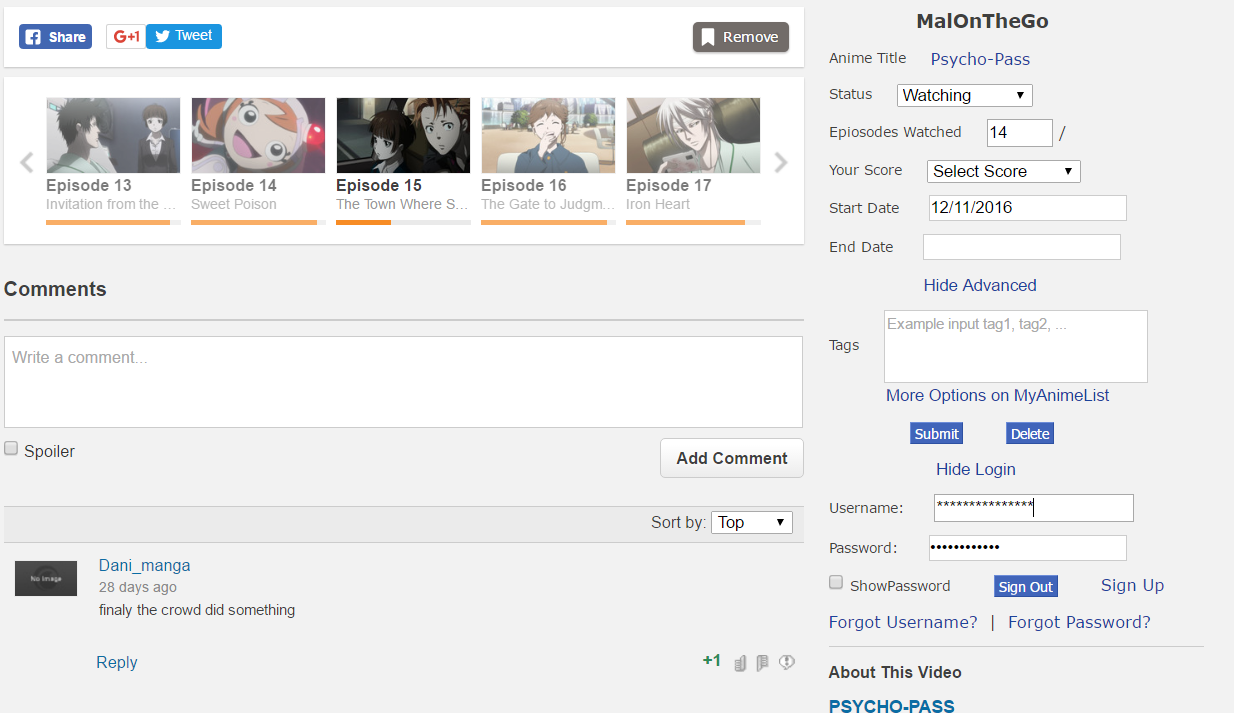 Share
G+1
Tweet
Remove
Episode 13
Invitation from the ...
Episode 14
Sweet Poison
Episode 15
The Town Where S...
Episode 16
The Gate to Judgm...
Episode 17
Iron Heart
Comments
Write a comment...
Spoiler
Add Comment
Sort by: Top
No Image
Dani_manga
28 days ago
finaly the crowd did something
Reply
+1
MalOnTheGo
Anime Title Psycho-Pass
Status Watching
Epiosodes Watched 14 /
Your Score Select Score
Start Date 12/11/2016
End Date
Hide Advanced
Tags Example input tag1, tag2, ...
More Options on MyAnimeList
Submit Delete
Hide Login
Username: ***************
Password: ••••••••••••
ShowPassword Sign Out Sign Up
Forgot Username? | Forgot Password?
About This Video
PSYCHO-PASS